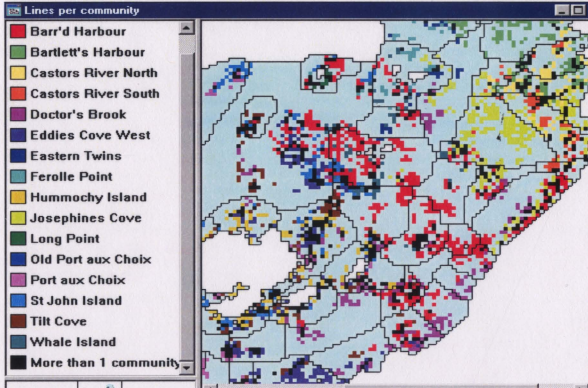 Lines per community
Barr'd Harbour
Bartlett's Harbour
Castors River North
Castors River South
Doctor's Brook
Eddies Cove West
Eastern Twins
Ferolle Point
Hummochy Island
Josephines Cove
Long Point
Old Port aux Choix
Port aux Choix
St John Island
Tilt Cove
Whale Island
More than 1 community